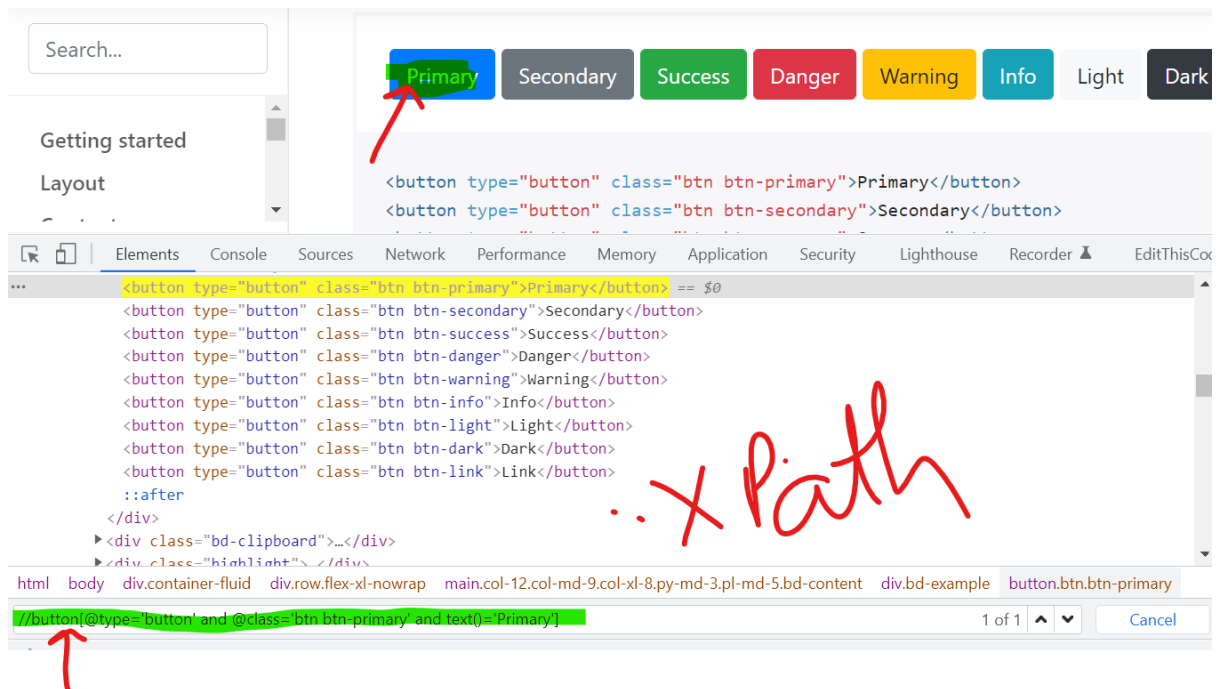 Search...
Primary Secondary Success Danger Warning Info Light Dark
Getting started
Layout
<button type="button" class="btn btn-primary">Primary</button>
<button type="button" class="btn btn-secondary">Secondary</button>
Elements Console Sources Network Performance Memory Application Security Lighthouse Recorder EditThisCoo
... <button type="button" class="btn btn-primary">Primary</button> == $0
<button type="button" class="btn btn-secondary">Secondary</button>
<button type="button" class="btn btn-success">Success</button>
<button type="button" class="btn btn-danger">Danger</button>
<button type="button" class="btn btn-warning">Warning</button>
<button type="button" class="btn btn-info">Info</button>
<button type="button" class="btn btn-light">Light</button>
<button type="button" class="btn btn-dark">Dark</button>
<button type="button" class="btn btn-link">Link</button>
::after
</div>
<div class="bd-clipboard">…</div>
<div class="highlight"> </div>
..XPath
html body div.container-fluid div.row.flex-xl-nowrap main.col-12.col-md-9.col-xl-8.py-md-3.pl-md-5.bd-content div.bd-example button.btn.btn-primary
//button[@type='button' and @class='btn btn-primary' and text()='Primary'] 1 of 1 Cancel